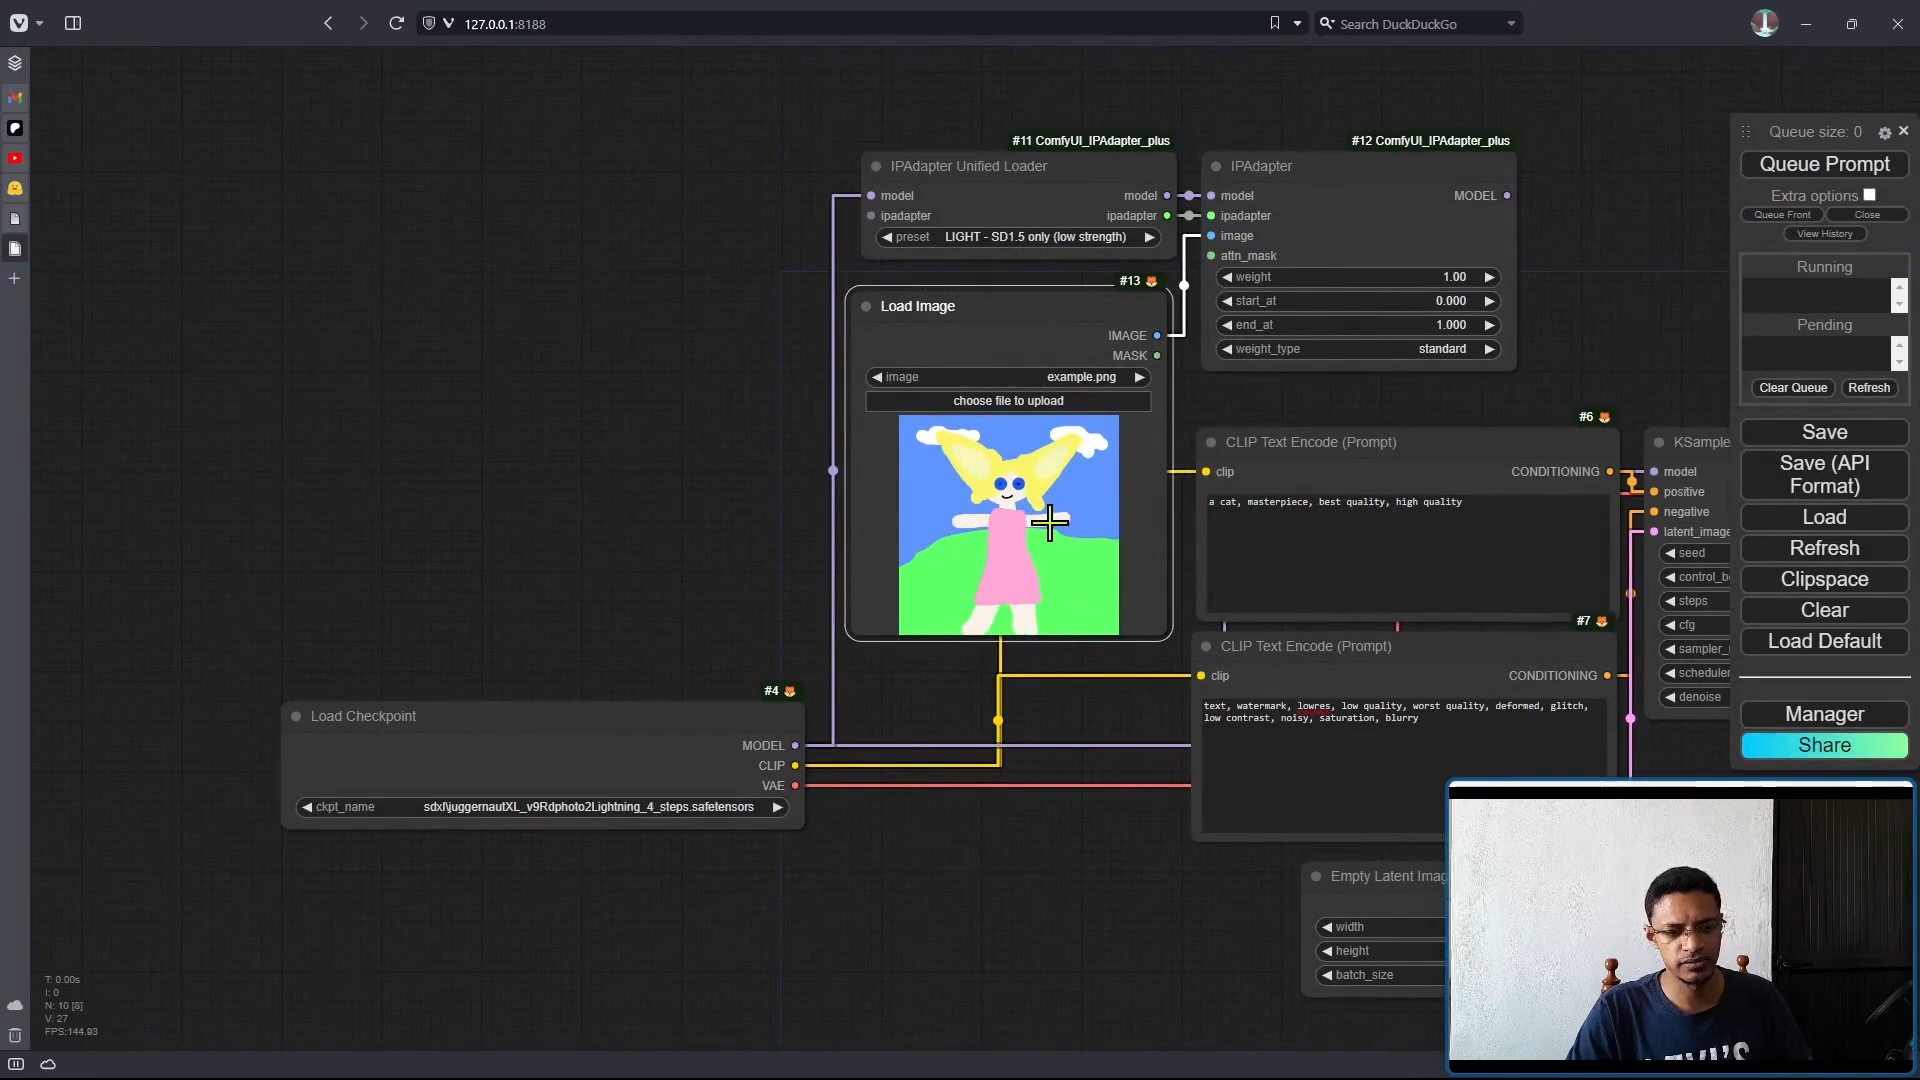 127.0.0.1:8188
Search DuckDuckGo
#11 ComfyUI_IPAdapter_plus
IPAdapter Unified Loader
model
model
ipadapter
ipadapter
preset
LIGHT - SD1.5 only (low strength)
#12 ComfyUI_IPAdapter_plus
IPAdapter
model
MODEL
ipadapter
image
attn_mask
weight
1.00
start_at
0.000
end_at
1.000
weight_type
standard
#13
Load Image
IMAGE
MASK
image
example.png
choose file to upload
#6
CLIP Text Encode (Prompt)
clip
CONDITIONING
a cat, masterpiece, best quality, high quality
#7
CLIP Text Encode (Prompt)
clip
CONDITIONING
text, watermark, lowres, low quality, worst quality, deformed, glitch,
low contrast, noisy, saturation, blurry
KSample
model
positive
negative
latent_image
seed
control_b
steps
cfg
sampler_
scheduler
denoise
#4
Load Checkpoint
MODEL
CLIP
VAE
ckpt_name
sdxl\juggernautXL_v9Rdphoto2Lightning_4_steps.safetensors
Empty Latent Imag
width
height
batch_size
Queue size: 0
Queue Prompt
Extra options
Queue Front
Close
View History
Running
Pending
Clear Queue
Refresh
Save
Save (API
Format)
Load
Refresh
Clipspace
Clear
Load Default
Manager
Share
T: 0.00s
I: 0
N: 10 [8]
V: 27
FPS:144.93